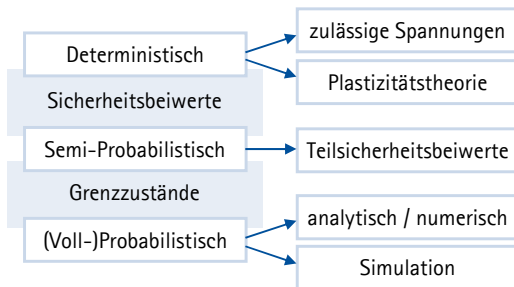 Deterministisch
zulässige Spannungen
Plastizitätstheorie
Sicherheitsbeiwerte
Semi-Probabilistisch
Teilsicherheitsbeiwerte
Grenzzustände
(Voll-)Probabilistisch
analytisch / numerisch
Simulation